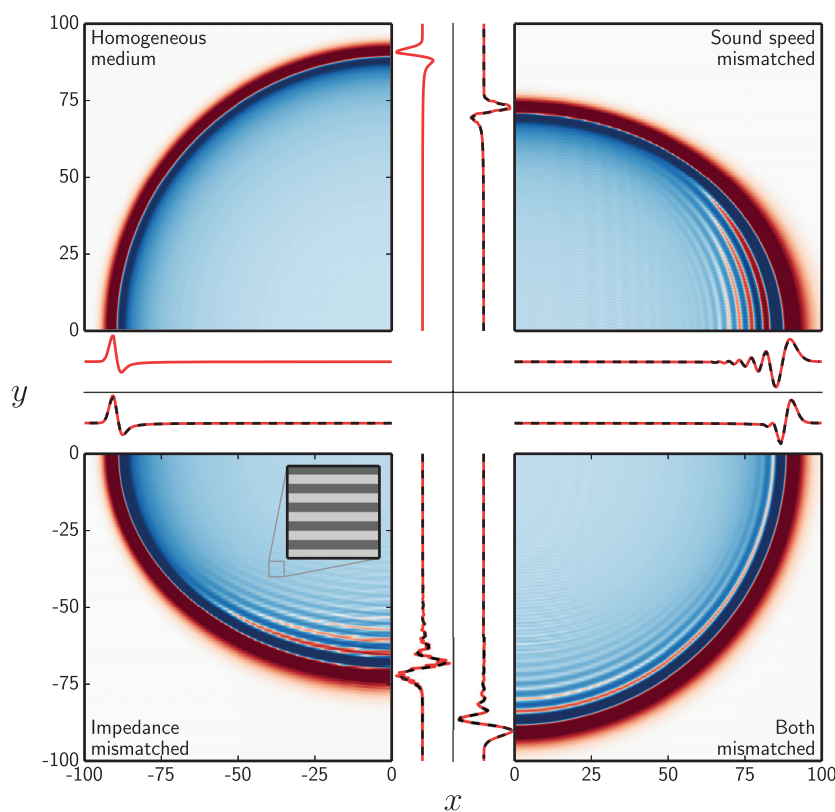 100
75
50
25
0
Homogeneous
medium
Sound speed
mismatched
y
0
-25
-50
-75
-100
Impedance
mismatched
Both
mismatched
-100
-75
-50
-25
0
0
25
50
75
100
x